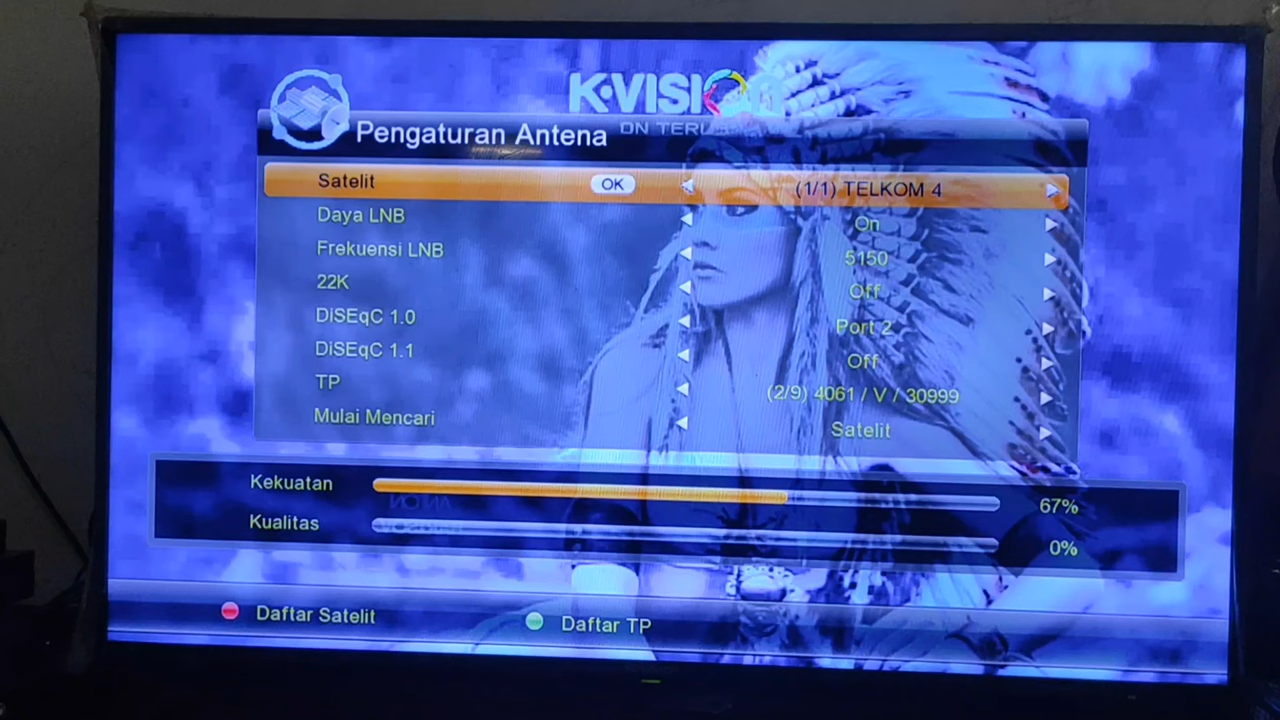 K-VISION
Pengaturan Antena
Satelit OK (1/1) TELKOM 4
Daya LNB On
Frekuensi LNB 5150
22K Off
DiSEqC 1.0 Port 2
DiSEqC 1.1 Off
TP (2/9) 4061 / V / 30999
Mulai Mencari Satelit
Kekuatan 67%
Kualitas 0%
Daftar Satelit Daftar TP